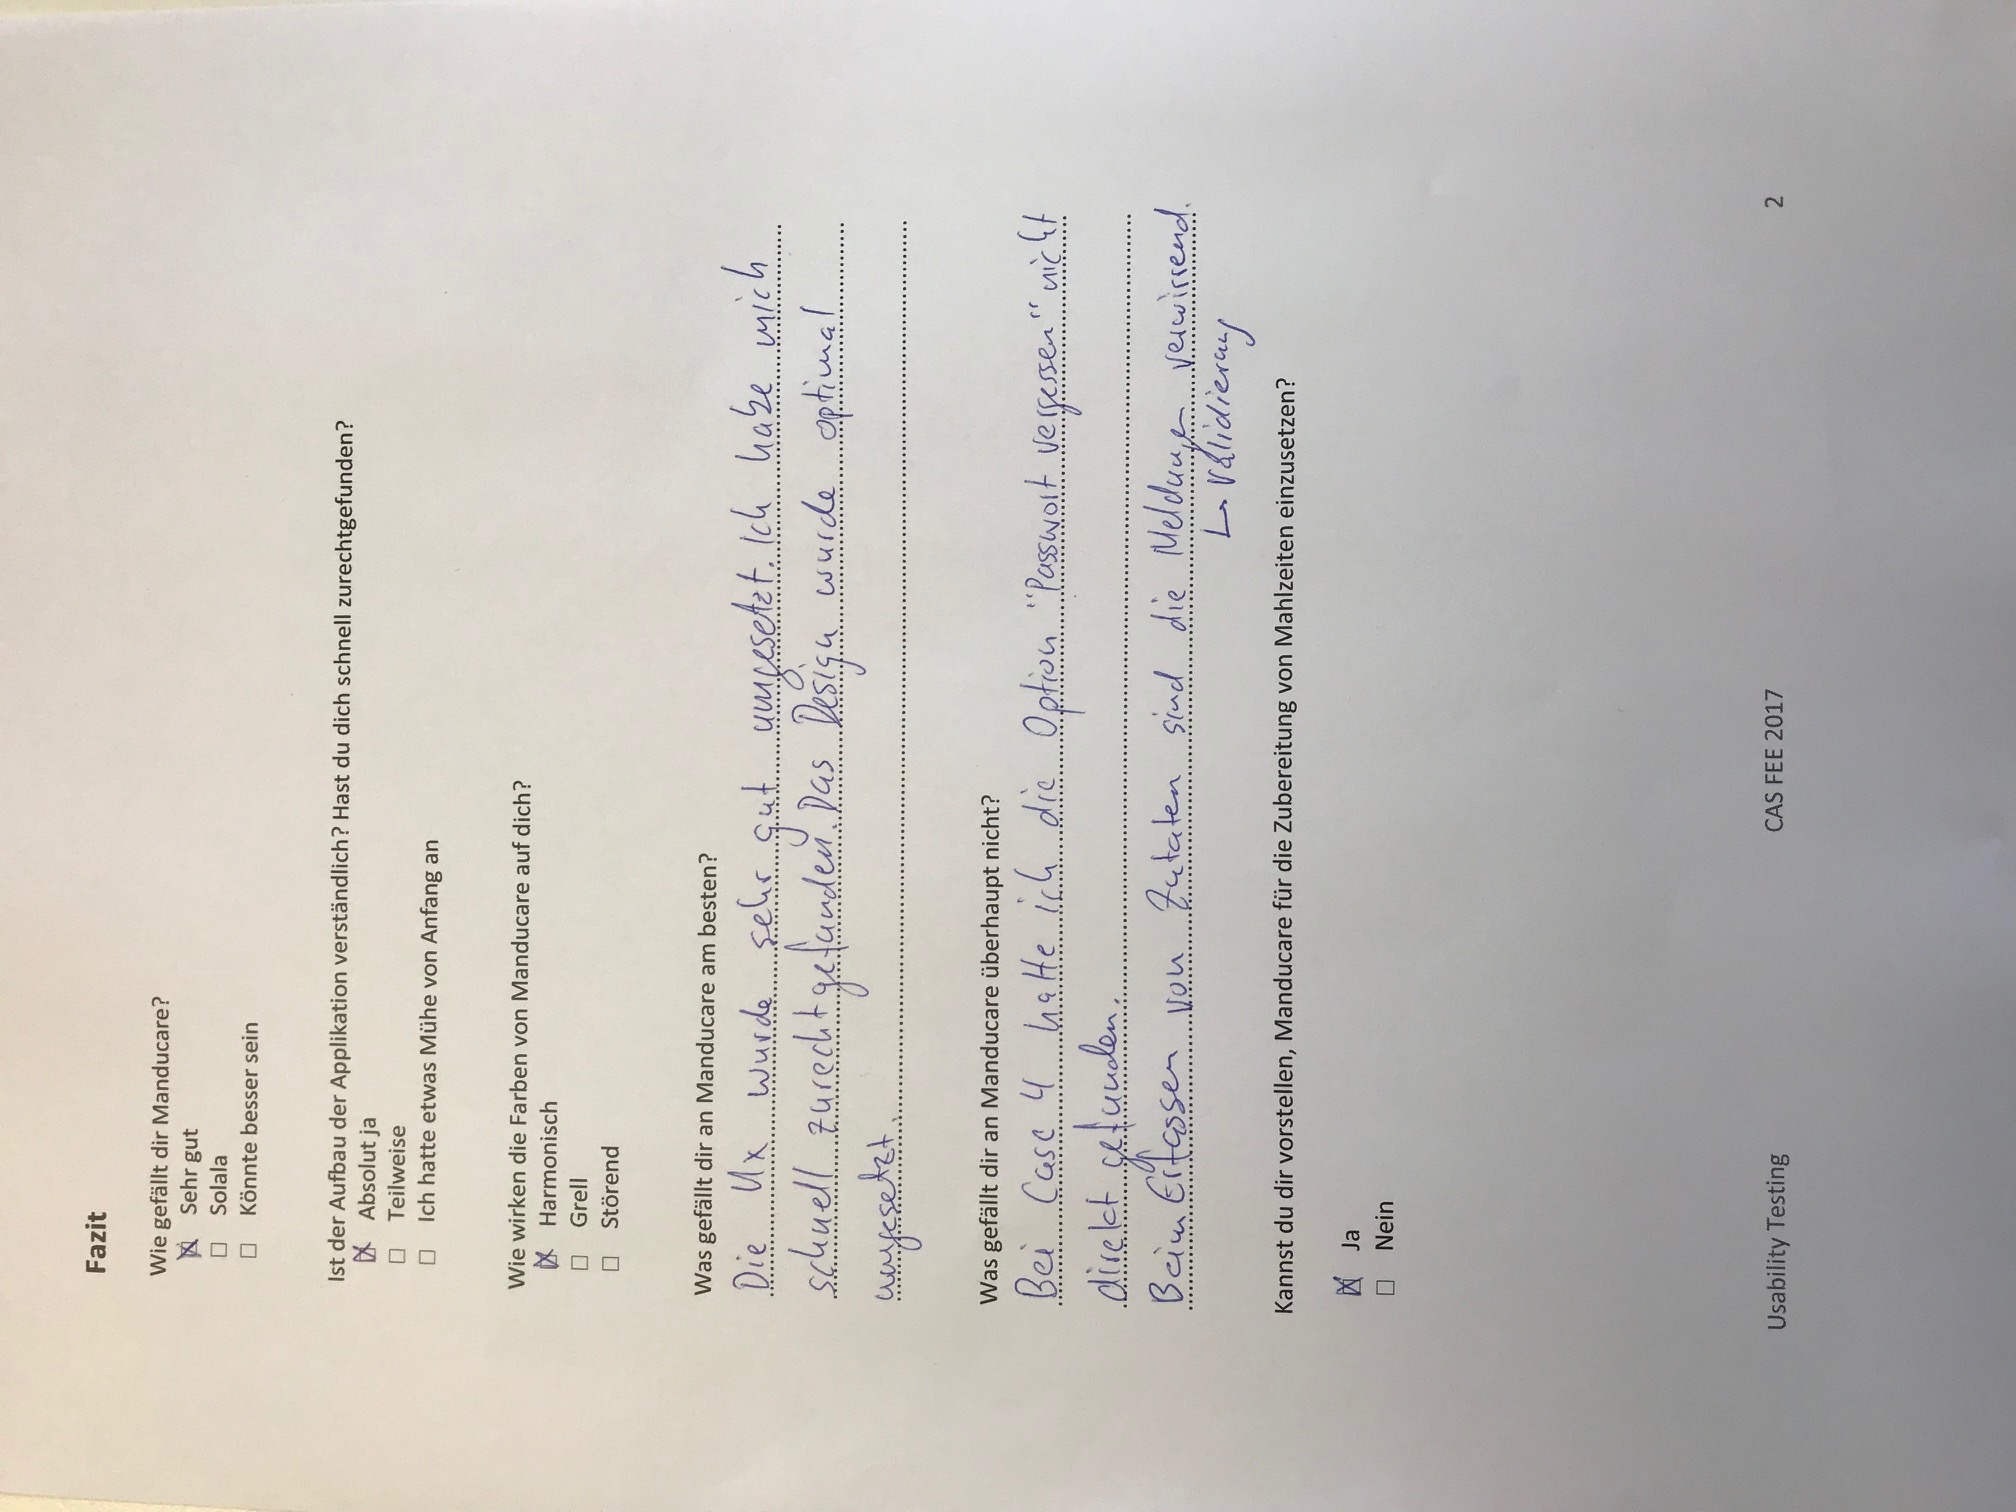 Fazit
Wie gefällt dir Manducare?
☒ Sehr gut
☐ Solala
☐ Könnte besser sein
Ist der Aufbau der Applikation verständlich? Hast du dich schnell zurechtgefunden?
☒ Absolut ja
☐ Teilweise
☐ Ich hatte etwas Mühe von Anfang an
Wie wirken die Farben von Manducare auf dich?
☒ Harmonisch
☐ Grell
☐ Störend
Was gefällt dir an Manducare am besten?
Die Ux wurde sehr gut umgesetzt. Ich habe mich
schnell zurechtgefunden. Das Design wurde optimal
umgesetzt.
Was gefällt dir an Manducare überhaupt nicht?
Bei Case 4 hatte ich die Option "Passwort vergessen" nicht
direkt gefunden.
Beim Erfassen von Zutaten sind die Meldungen verwirrend.
↳ Validierung
Kannst du dir vorstellen, Manducare für die Zubereitung von Mahlzeiten einzusetzen?
☒ Ja
☐ Nein
Usability Testing CAS FEE 2017 2